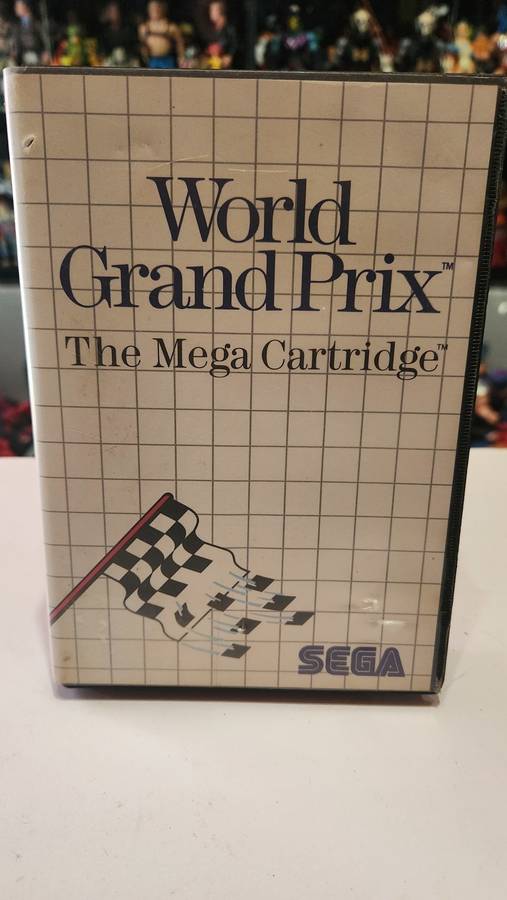 World
Grand Prix™
The Mega Cartridge™
SEGA